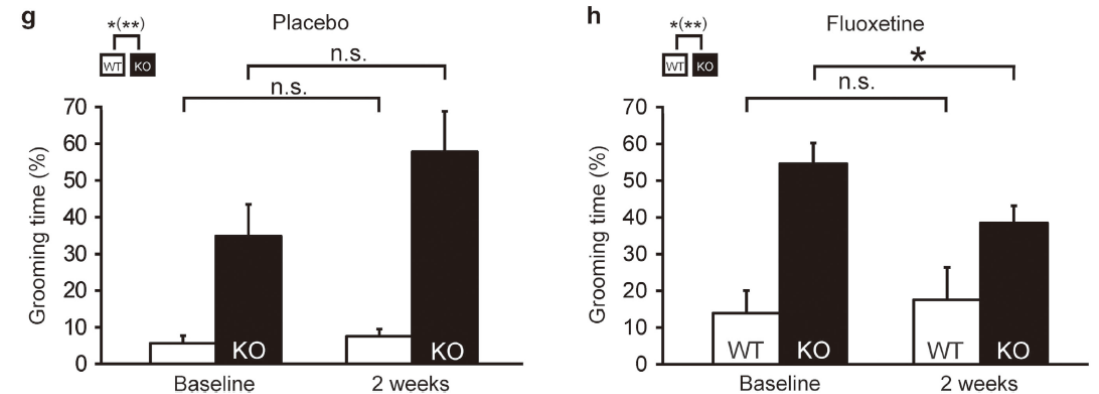 g
Placebo
*(**)
WT KO
n.s.
n.s.
Grooming time (%)
70
60
50
40
30
20
10
0
KO
KO
Baseline
2 weeks
h
Fluoxetine
*(**)
WT KO
*
n.s.
Grooming time (%)
70
60
50
40
30
20
10
0
WT KO
WT KO
Baseline
2 weeks